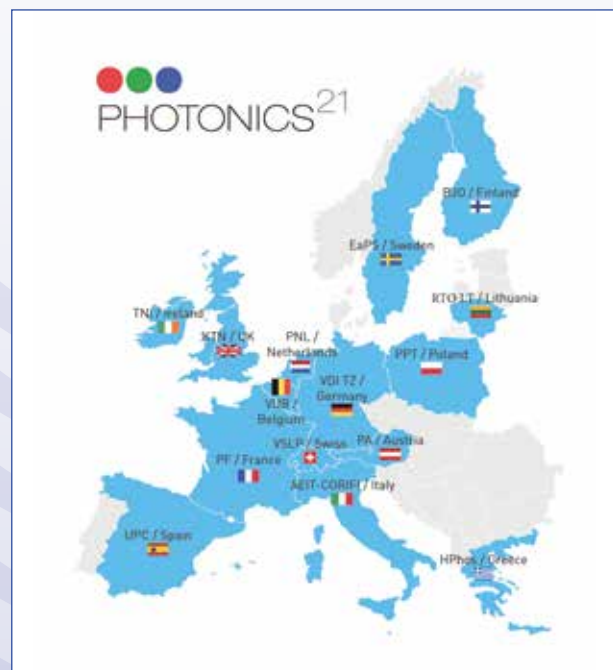 PHOTONICS21
BJO / Finland
EaPS / Sweden
RTO LT / Lithuania
TNI / Ireland
KTN / UK
PNL /
Netherlands
PPT / Poland
VDI TZ /
Germany
VUB /
Belgium
VSLP / Swiss
PA / Austria
PF / France
AEIT-CORIFI / Italy
UPC / Spain
HPhos / Greece